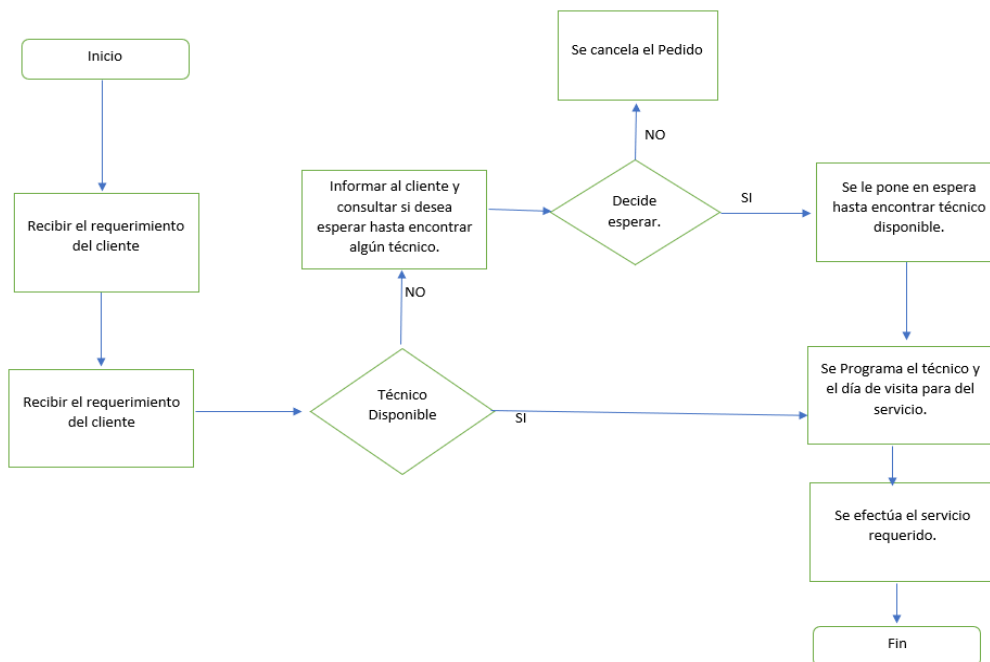 Inicio
Se cancela el Pedido
NO
Informar al cliente y
consultar si desea
esperar hasta encontrar
algún técnico.
Decide
esperar.
SI
Se le pone en espera
hasta encontrar técnico
disponible.
Recibir el requerimiento
del cliente
NO
Recibir el requerimiento
del cliente
Técnico
Disponible
SI
Se Programa el técnico y
el día de visita para del
servicio.
Se efectúa el servicio
requerido.
Fin